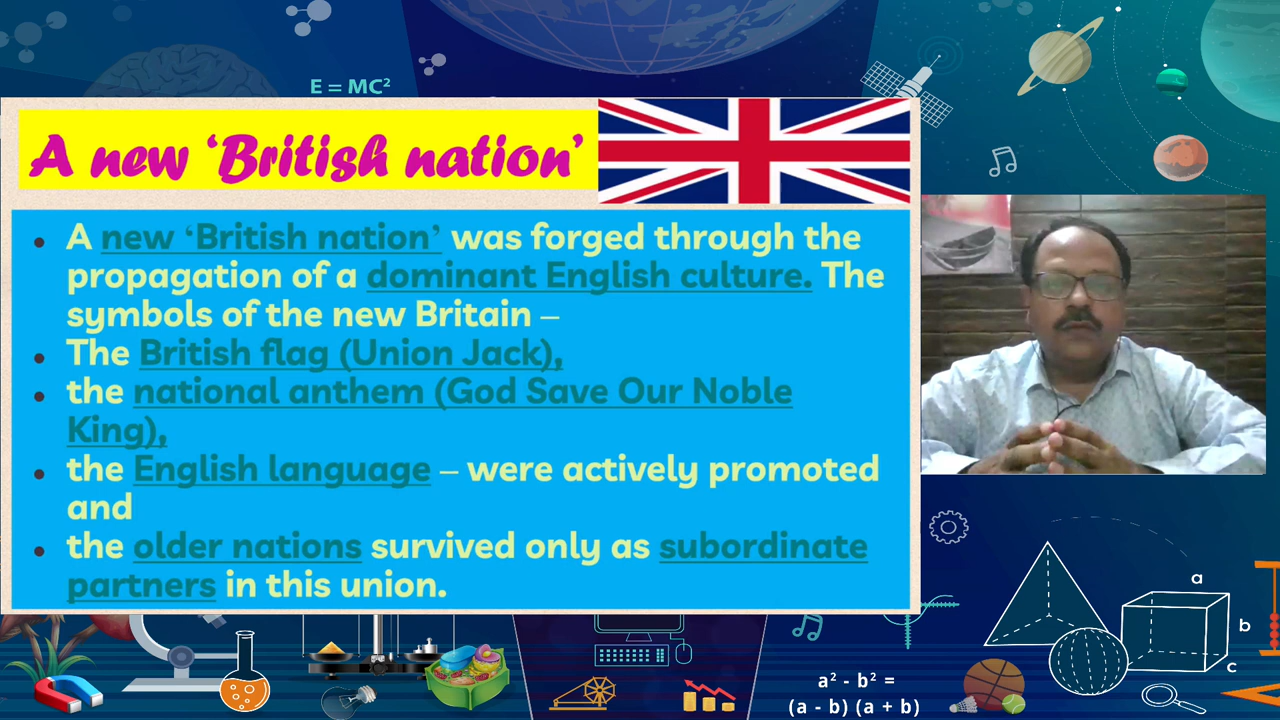 E = MC²
A new ‘British nation’
• A new ‘British nation’ was forged through the
propagation of a dominant English culture. The
symbols of the new Britain –
• The British flag (Union Jack),
• the national anthem (God Save Our Noble
King),
• the English language – were actively promoted
and
• the older nations survived only as subordinate
partners in this union.
a
b
c
a² - b² =
(a - b) (a + b)